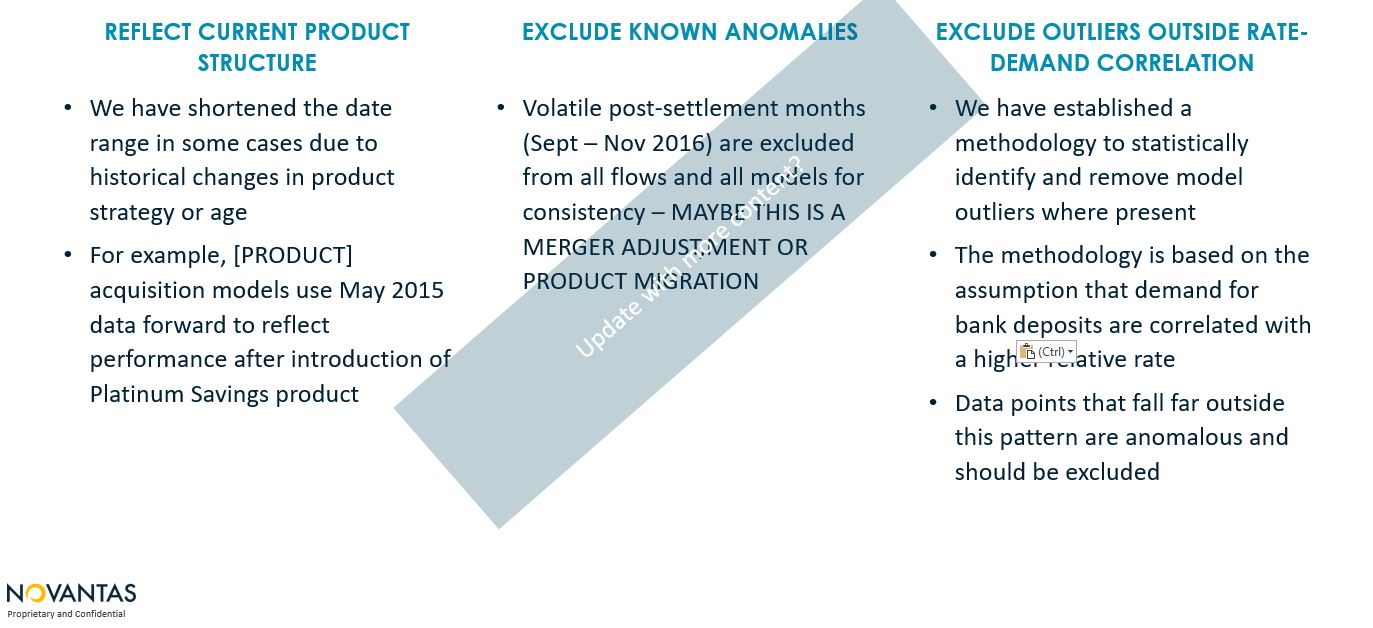 REFLECT CURRENT PRODUCT
STRUCTURE
• We have shortened the date
range in some cases due to
historical changes in product
strategy or age
• For example, [PRODUCT]
acquisition models use May 2015
data forward to reflect
performance after introduction of
Platinum Savings product
EXCLUDE KNOWN ANOMALIES
• Volatile post-settlement months
(Sept – Nov 2016) are excluded
from all flows and all models for
consistency – MAYBE THIS IS A
MERGER ADJUSTMENT OR
PRODUCT MIGRATION
Update with more content?
EXCLUDE OUTLIERS OUTSIDE RATE-
DEMAND CORRELATION
• We have established a
methodology to statistically
identify and remove model
outliers where present
• The methodology is based on the
assumption that demand for
bank deposits are correlated with
a higher relative rate
(Ctrl)
• Data points that fall far outside
this pattern are anomalous and
should be excluded
NOVANTAS
Proprietary and Confidential